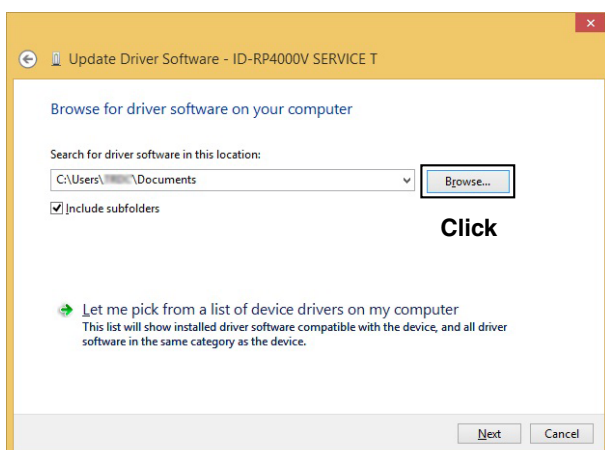 Update Driver Software - ID-RP4000V SERVICE T
Browse for driver software on your computer
Search for driver software in this location:
C:\Users\ \Documents
Browse...
Include subfolders
Click
Let me pick from a list of device drivers on my computer
This list will show installed driver software compatible with the device, and all driver
software in the same category as the device.
Next Cancel